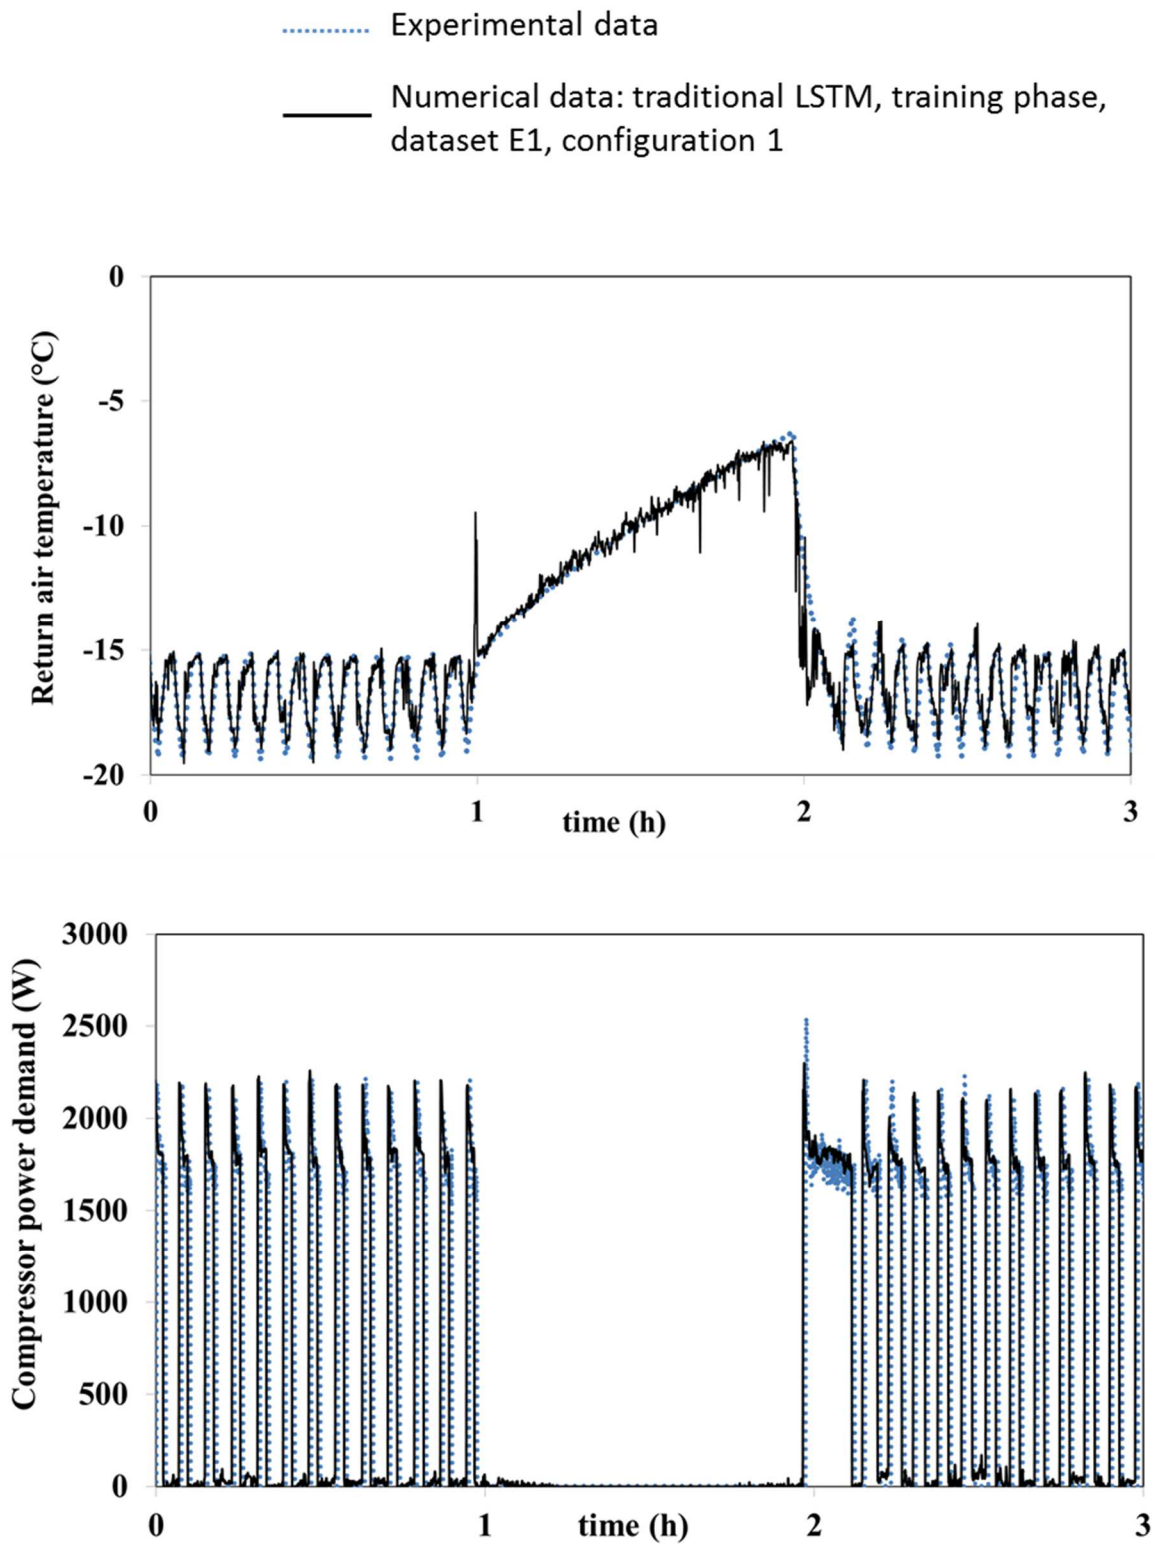 Experimental data
Numerical data: traditional LSTM, training phase,
dataset E1, configuration 1
Return air temperature (°C)
0
-5
-10
-15
-20
0 1 2 3
time (h)
Compressor power demand (W)
3000
2500
2000
1500
1000
500
0
0 1 2 3
time (h)